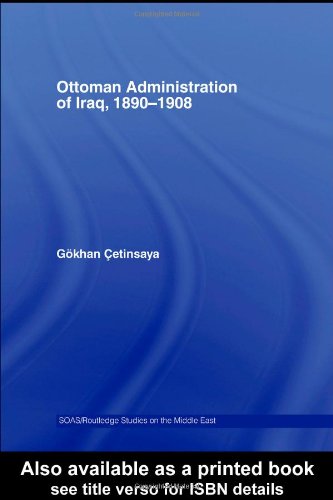 Ottoman Administration
of Iraq, 1890–1908
Gökhan Çetinsaya
SOAS/Routledge Studies on the Middle East
Also available as a printed book
see title verso for ISBN details